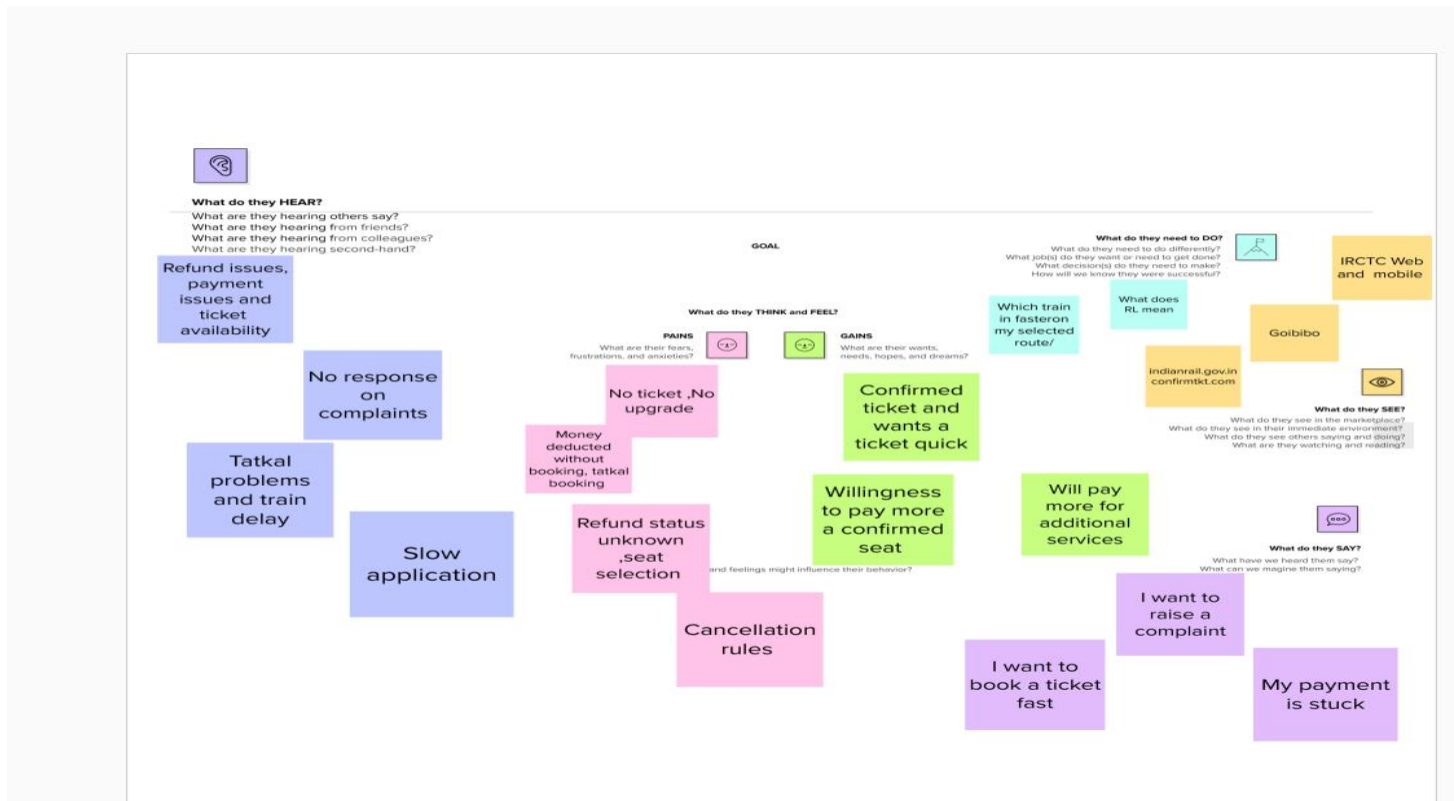 What do they HEAR?
What are they hearing others say?
What are they hearing from friends?
What are they hearing from colleagues?
What are they hearing second-hand?
Refund issues,
payment
issues and
ticket
availability
No response
on
complaints
Tatkal
problems
and train
delay
Slow
application
GOAL
What do they THINK and FEEL?
PAINS
What are their fears,
frustrations, and anxieties?
GAINS
What are their wants,
needs, hopes, and dreams?
No ticket ,No
upgrade
Money
deducted
without
booking, tatkal
booking
Refund status
unknown
,seat
selection
Cancellation
rules
Confirmed
ticket and
wants a
ticket quick
Willingness
to pay more
a confirmed
seat
Will pay
more for
additional
services
and feelings might influence their behavior?
What do they need to DO?
What do they need to do differently?
What job(s) do they want or need to get done?
What decision(s) do they need to make?
How will we know they were successful?
Which train
in fasteron
my selected
route/
What does
RL mean
IRCTC Web
and mobile
Goibibo
indianrail.gov.in
confirmtkt.com
What do they SEE?
What do they see in the marketplace?
What do they see in their immediate environment?
What do they see others saying and doing?
What are they watching and reading?
What do they SAY?
What have we heard them say?
What can we magine them saying?
I want to
raise a
complaint
I want to
book a ticket
fast
My payment
is stuck